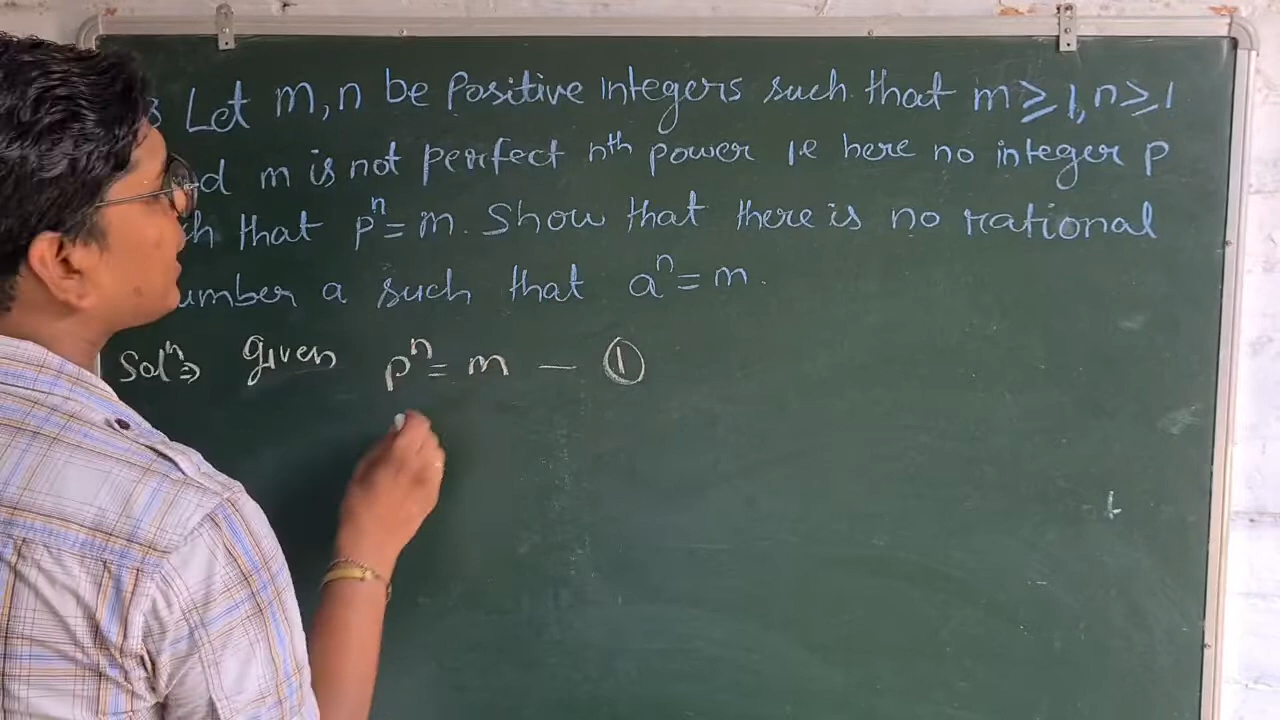 Let m, n be Positive integers such that m ≥ 1, n ≥ 1
m is not perfect nth power i.e here no integer p
that pⁿ = m. Show that there is no rational
a such that aⁿ = m.
Solⁿ ⇒ Given pⁿ = m — ①